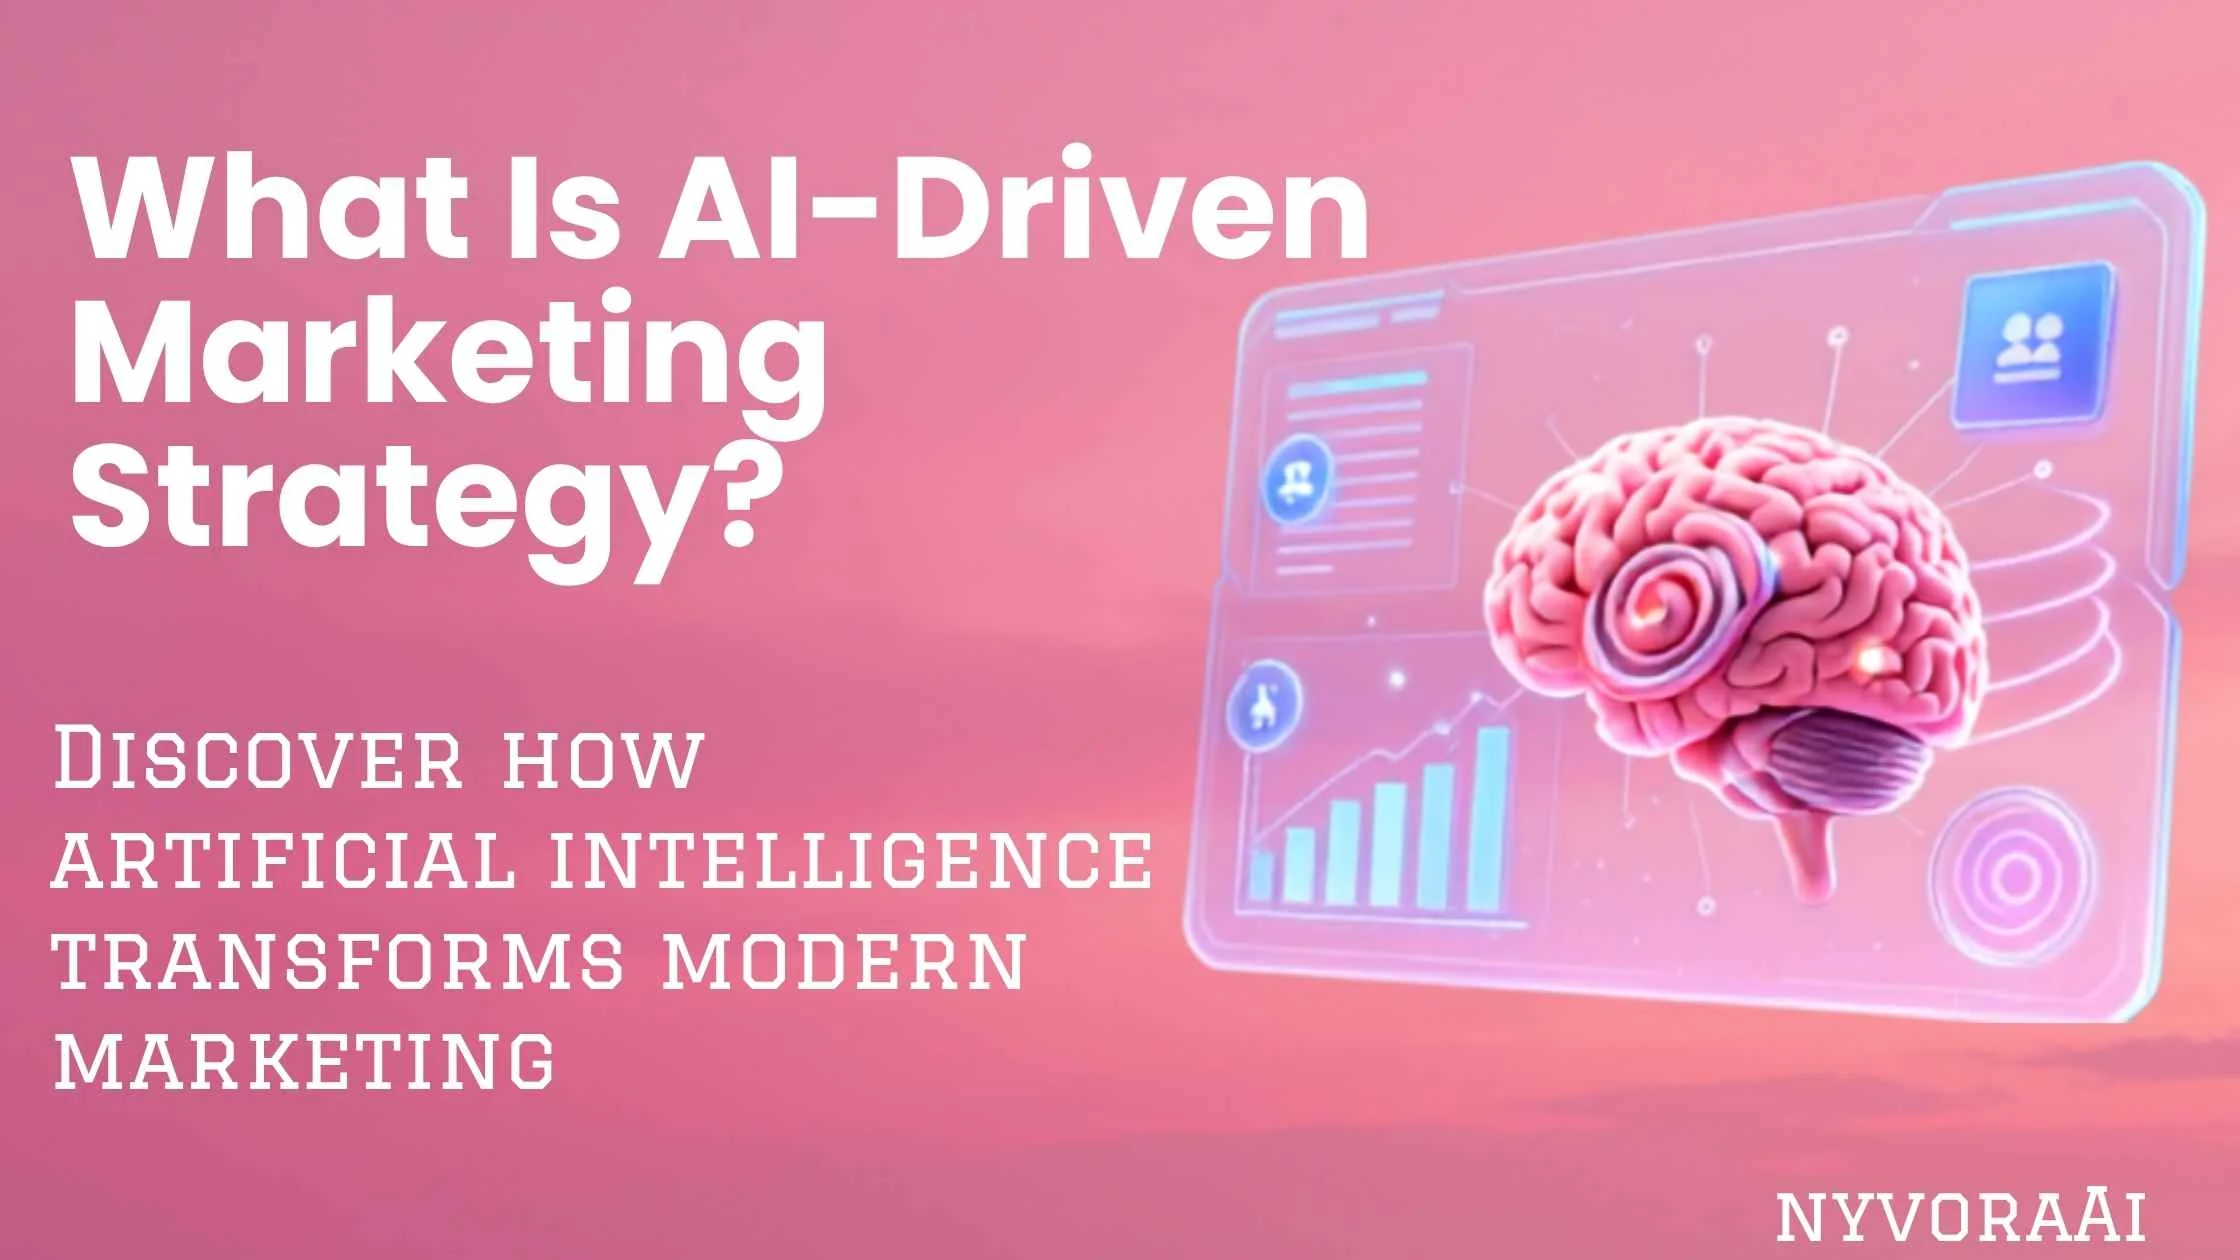 What Is AI-Driven
Marketing
Strategy?
Discover how
artificial intelligence
transforms modern
marketing
nyvoraAi